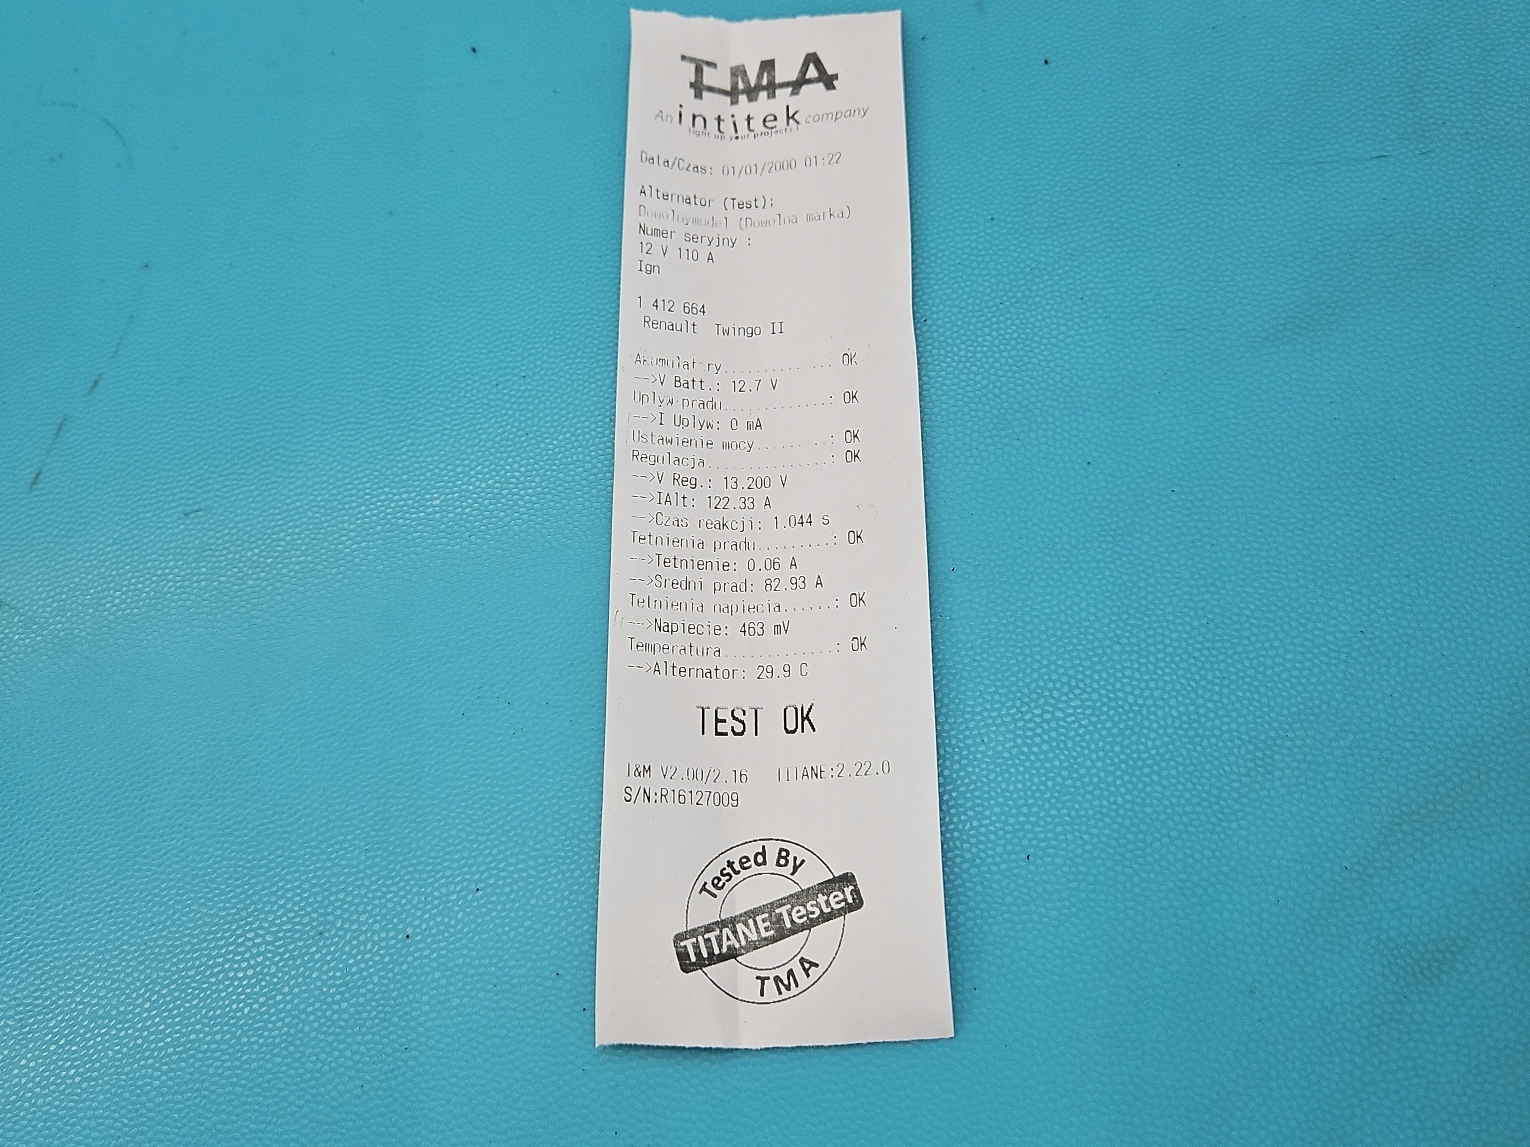 TMA
An intitek company
light up your projects !
Data/Czas: 01/01/2000 01:22
Alternator (Test):
Dowolnymodel (Dowolna marka)
Numer seryjny :
12 V 110 A
Ign
1 412 664
Renault Twingo II
Akumulatory.......... ... OK
-->V Batt.: 12.7 V
Uplyw pradu............: OK
-->I Uplyw: 0 mA
Ustawienie mocy........: OK
Regulacja..............: OK
-->V Reg.: 13.200 V
-->IAlt: 122.33 A
-->Czas reakcji: 1.044 s
Tetnienia pradu........: OK
-->Tetnienie: 0.06 A
-->Sredni prad: 82.93 A
Tetnienia napiecia.....: OK
-->Napiecie: 463 mV
Temperatura............: OK
-->Alternator: 29.9 C
TEST OK
I&M V2.00/2.16 TITANE:2.22.0
S/N:R16127009
Tested By
TITANE Tester
TMA